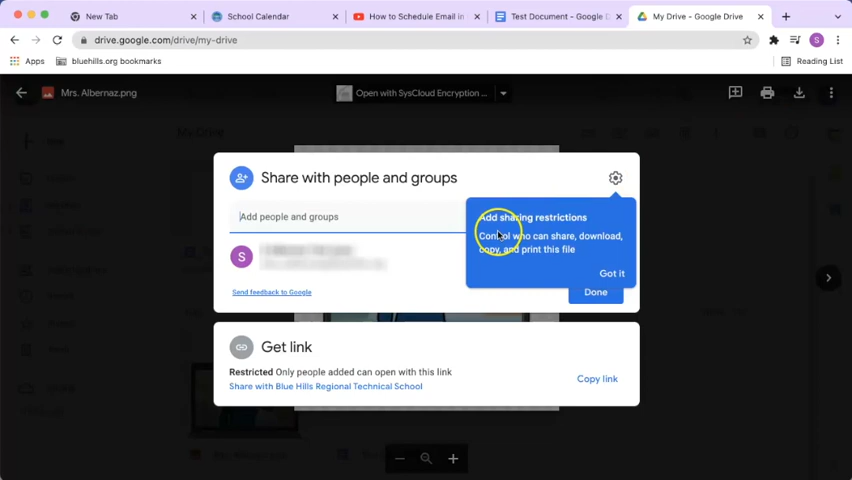 New Tab
School Calendar
How to Schedule Email in
Test Document - Google D
My Drive - Google Drive
drive.google.com/drive/my-drive
S
Apps
bluehills.org bookmarks
Reading List
Mrs. Albernaz.png
Open with SysCloud Encryption ...
Share with people and groups
Add people and groups
Add sharing restrictions
Control who can share, download,
copy, and print this file
Got it
S
Send feedback to Google
Done
Get link
Restricted Only people added can open with this link
Share with Blue Hills Regional Technical School
Copy link